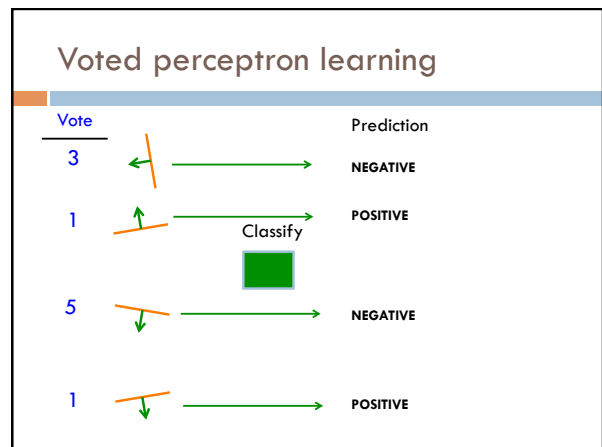 Voted perceptron learning
Vote
Prediction
3
NEGATIVE
1
POSITIVE
Classify
5
NEGATIVE
1
POSITIVE